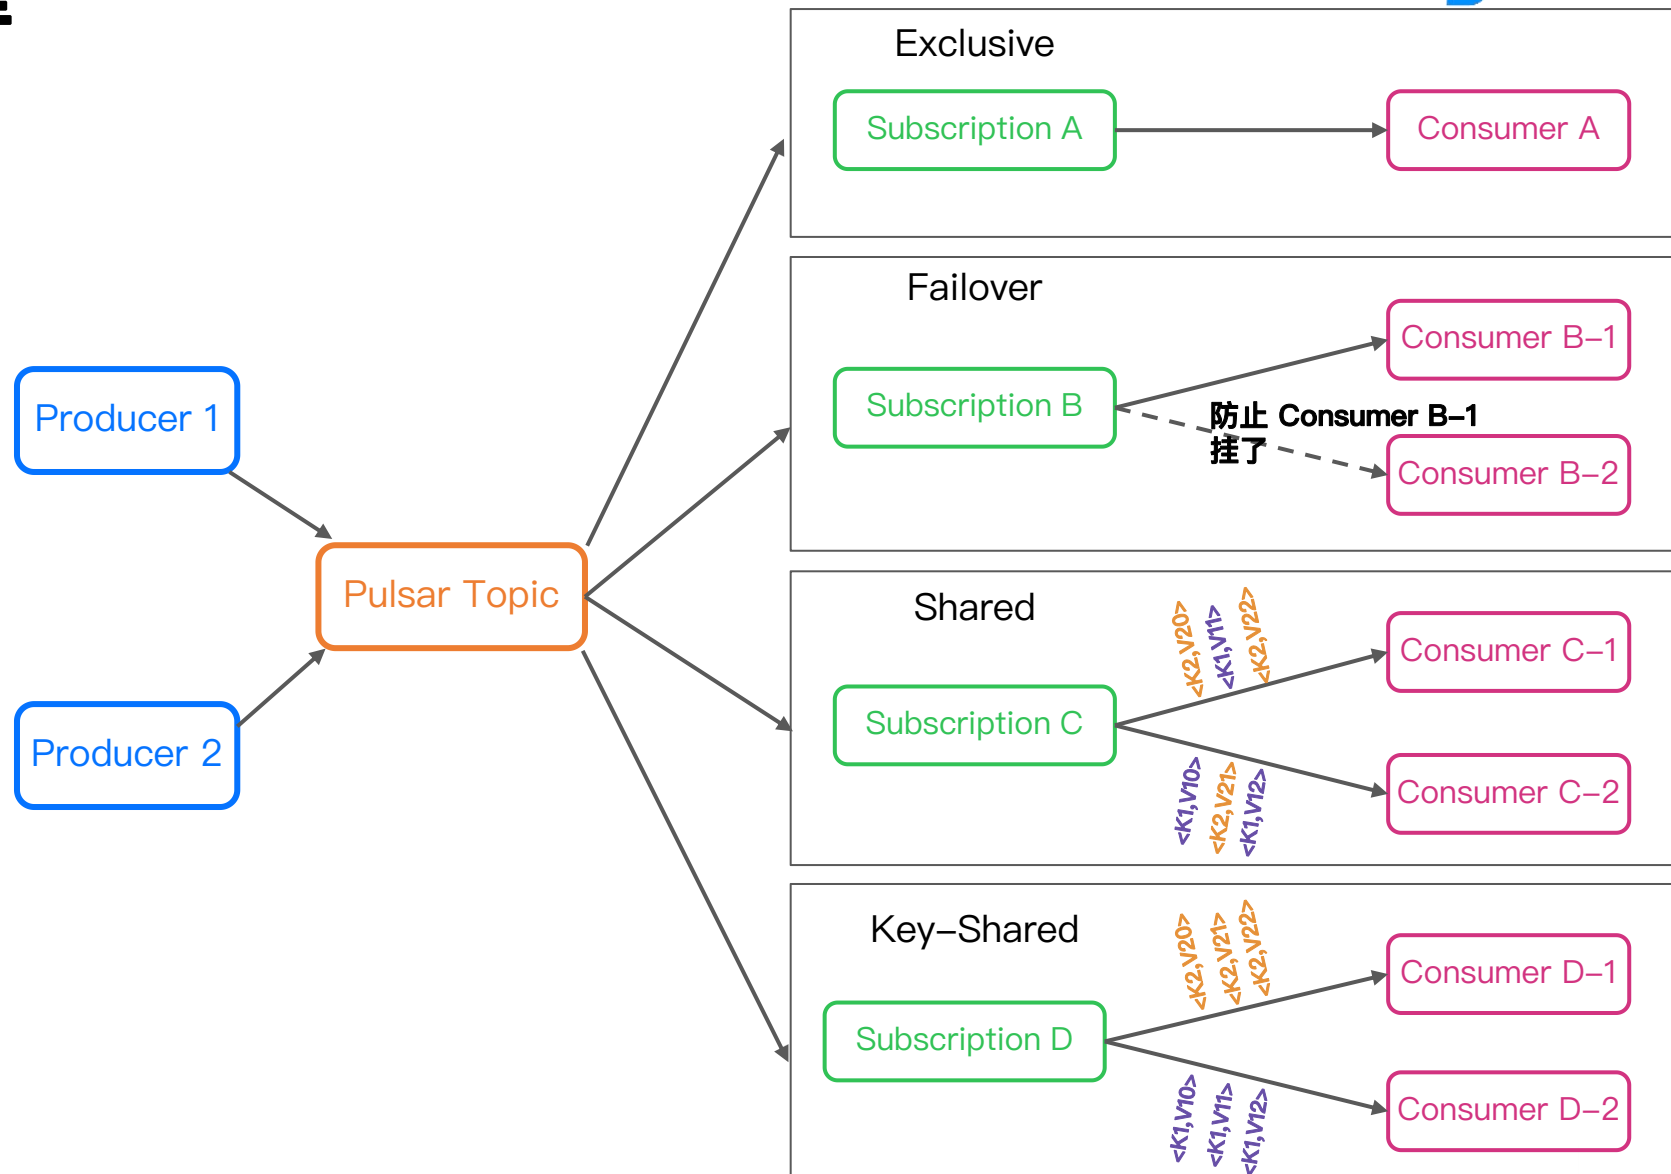 Exclusive
Subscription A
Consumer A
Failover
Subscription B
Consumer B-1
防止 Consumer B-1
挂了
Consumer B-2
Producer 1
Pulsar Topic
Producer 2
Shared
<K2,V20>
<K1,V11>
<K2,V22>
Subscription C
Consumer C-1
<K1,V10>
<K2,V21>
<K1,V12>
Consumer C-2
Key-Shared
<K2,V20>
<K2,V21>
<K2,V22>
Subscription D
Consumer D-1
<K1,V10>
<K1,V11>
<K1,V12>
Consumer D-2